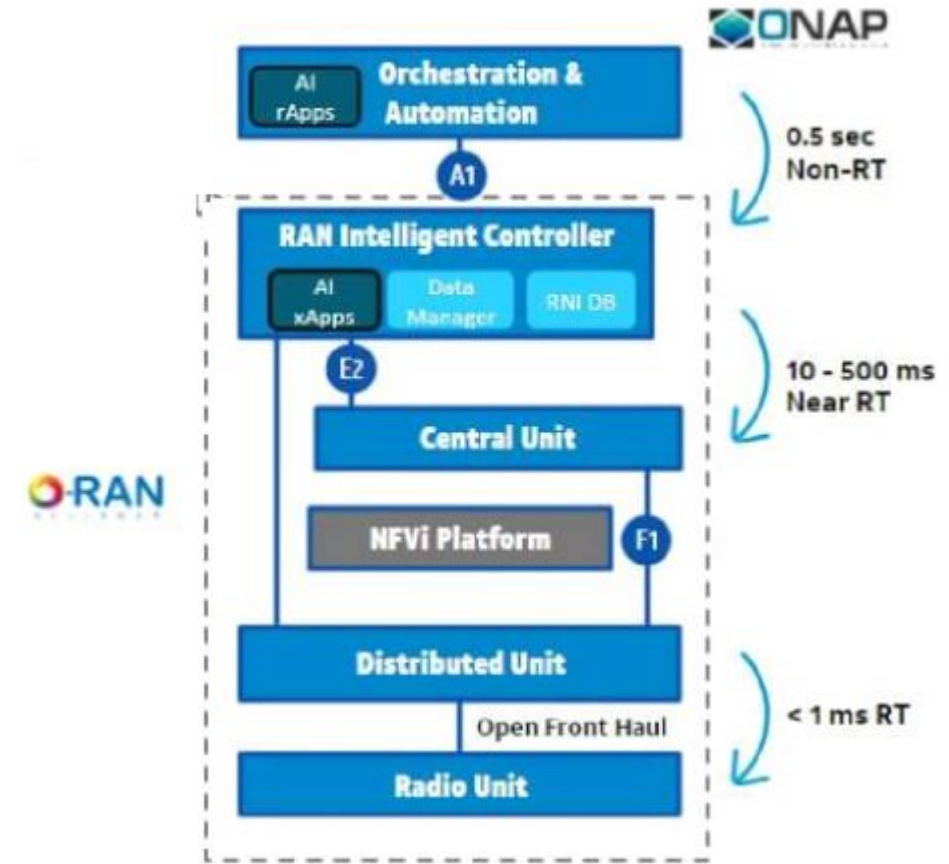 ONAP
AI
rApps
Orchestration &
Automation
0.5 sec
Non-RT
A1
RAN Intelligent Controller
AI
xApps
Data
Manager
RNI DB
E2
10 - 500 ms
Near RT
Central Unit
O-RAN
NFVi Platform
F1
Distributed Unit
< 1 ms RT
Open Front Haul
Radio Unit